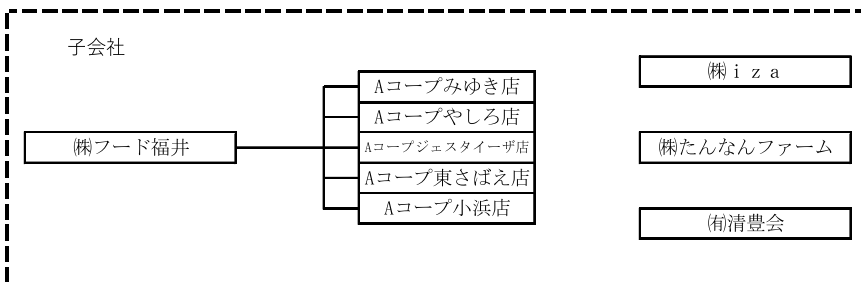 子会社
㈱フード福井
Aコープみゆき店
Aコープやしろ店
Aコープジェスタイーザ店
Aコープ東さばえ店
Aコープ小浜店
㈱ｉｚａ
㈱たんなんファーム
㈲清豊会